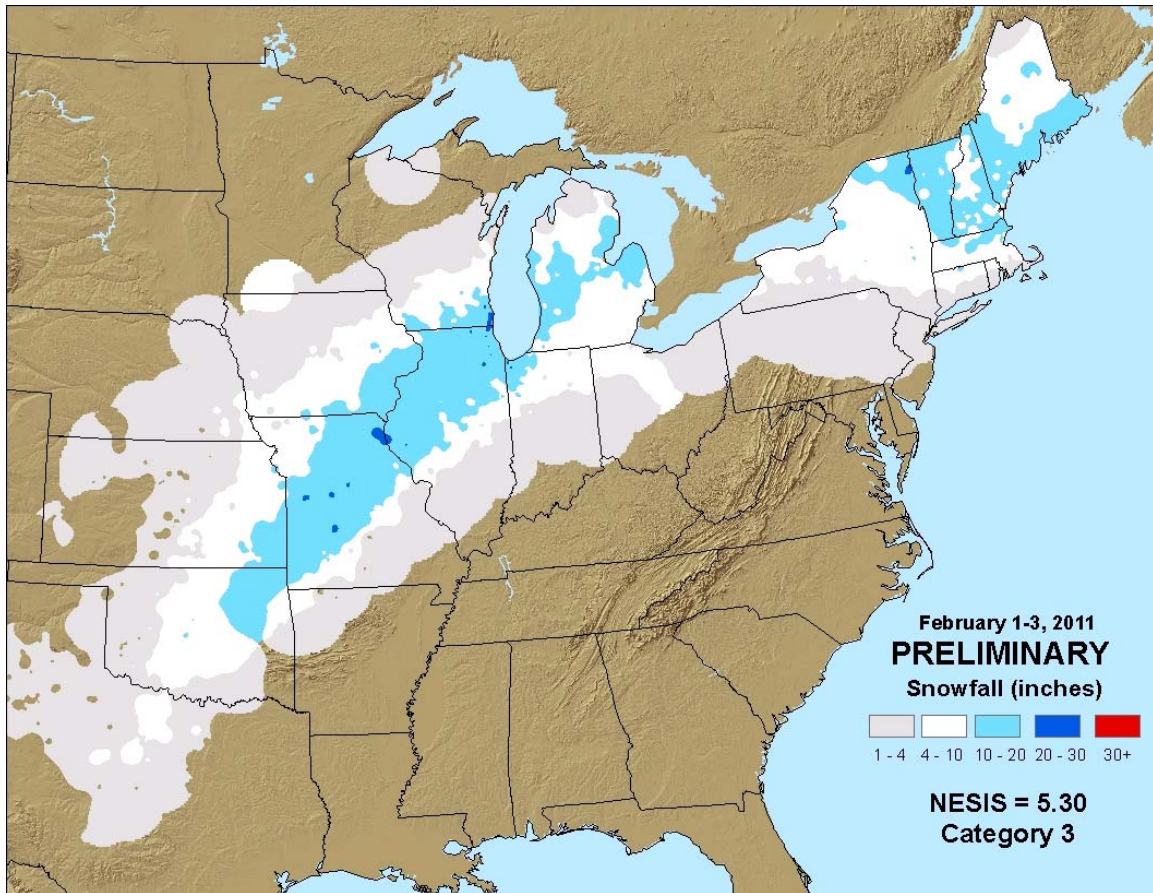 February 1-3, 2011
PRELIMINARY
Snowfall (inches)
1 - 4 4 - 10 10 - 20 20 - 30 30+
NESIS = 5.30
Category 3